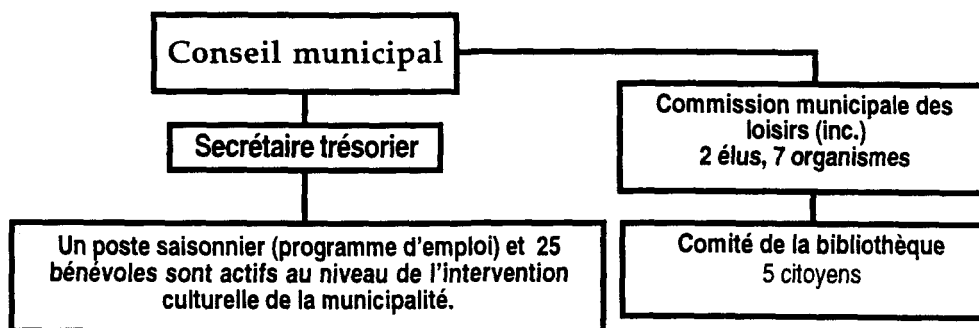 Conseil municipal
Secrétaire trésorier
Un poste saisonnier (programme d'emploi) et 25
bénévoles sont actifs au niveau de l'intervention
culturelle de la municipalité.
Commission municipale des
loisirs (inc.)
2 élus, 7 organismes
Comité de la bibliothèque
5 citoyens